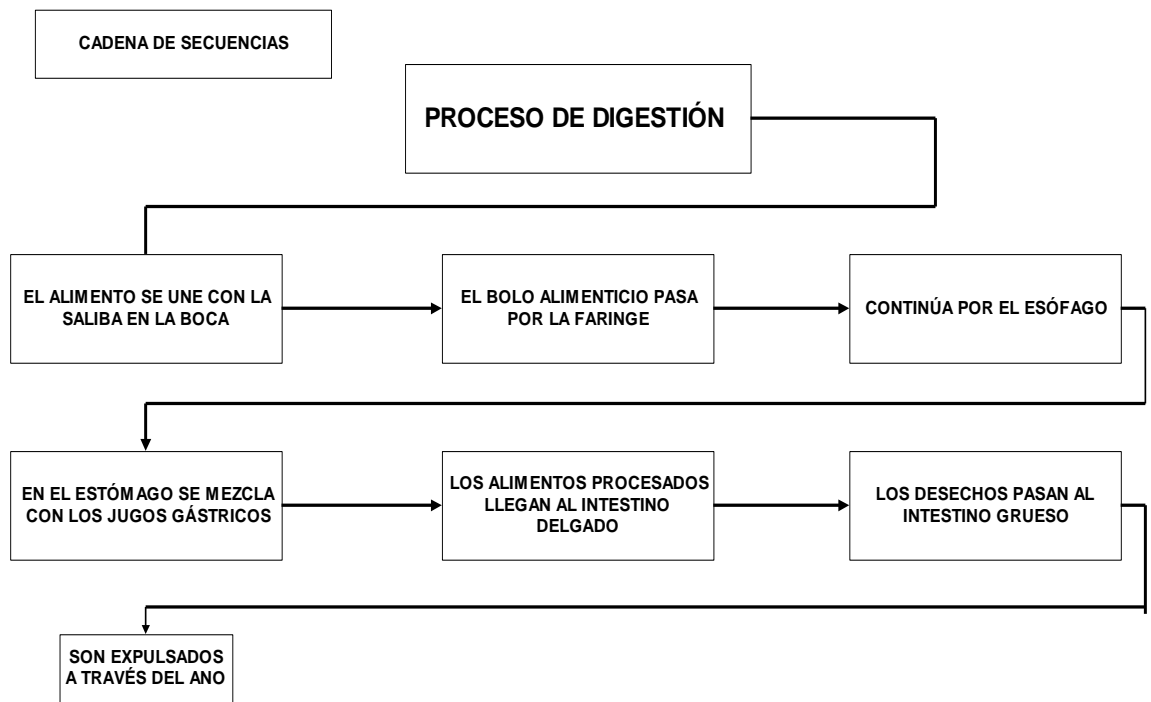 CADENA DE SECUENCIAS
PROCESO DE DIGESTIÓN
EL ALIMENTO SE UNE CON LA
SALIBA EN LA BOCA
EL BOLO ALIMENTICIO PASA
POR LA FARINGE
CONTINÚA POR EL ESÓFAGO
EN EL ESTÓMAGO SE MEZCLA
CON LOS JUGOS GÁSTRICOS
LOS ALIMENTOS PROCESADOS
LLEGAN AL INTESTINO
DELGADO
LOS DESECHOS PASAN AL
INTESTINO GRUESO
SON EXPULSADOS
A TRAVÉS DEL ANO